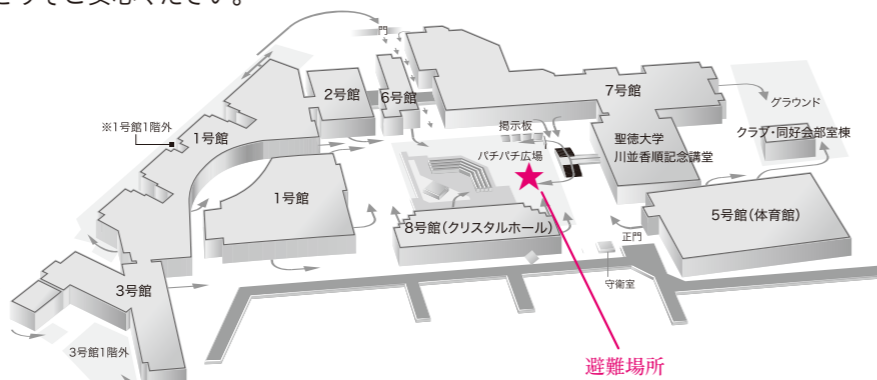 2号館
6号館
7号館
グラウンド
※1号館1階外
1号館
掲示板
聖徳大学
川並香順記念講堂
クラブ・同好会部室棟
パチパチ広場
1号館
8号館(クリスタルホール)
5号館(体育館)
正門
守衛室
3号館
3号館1階外
避難場所